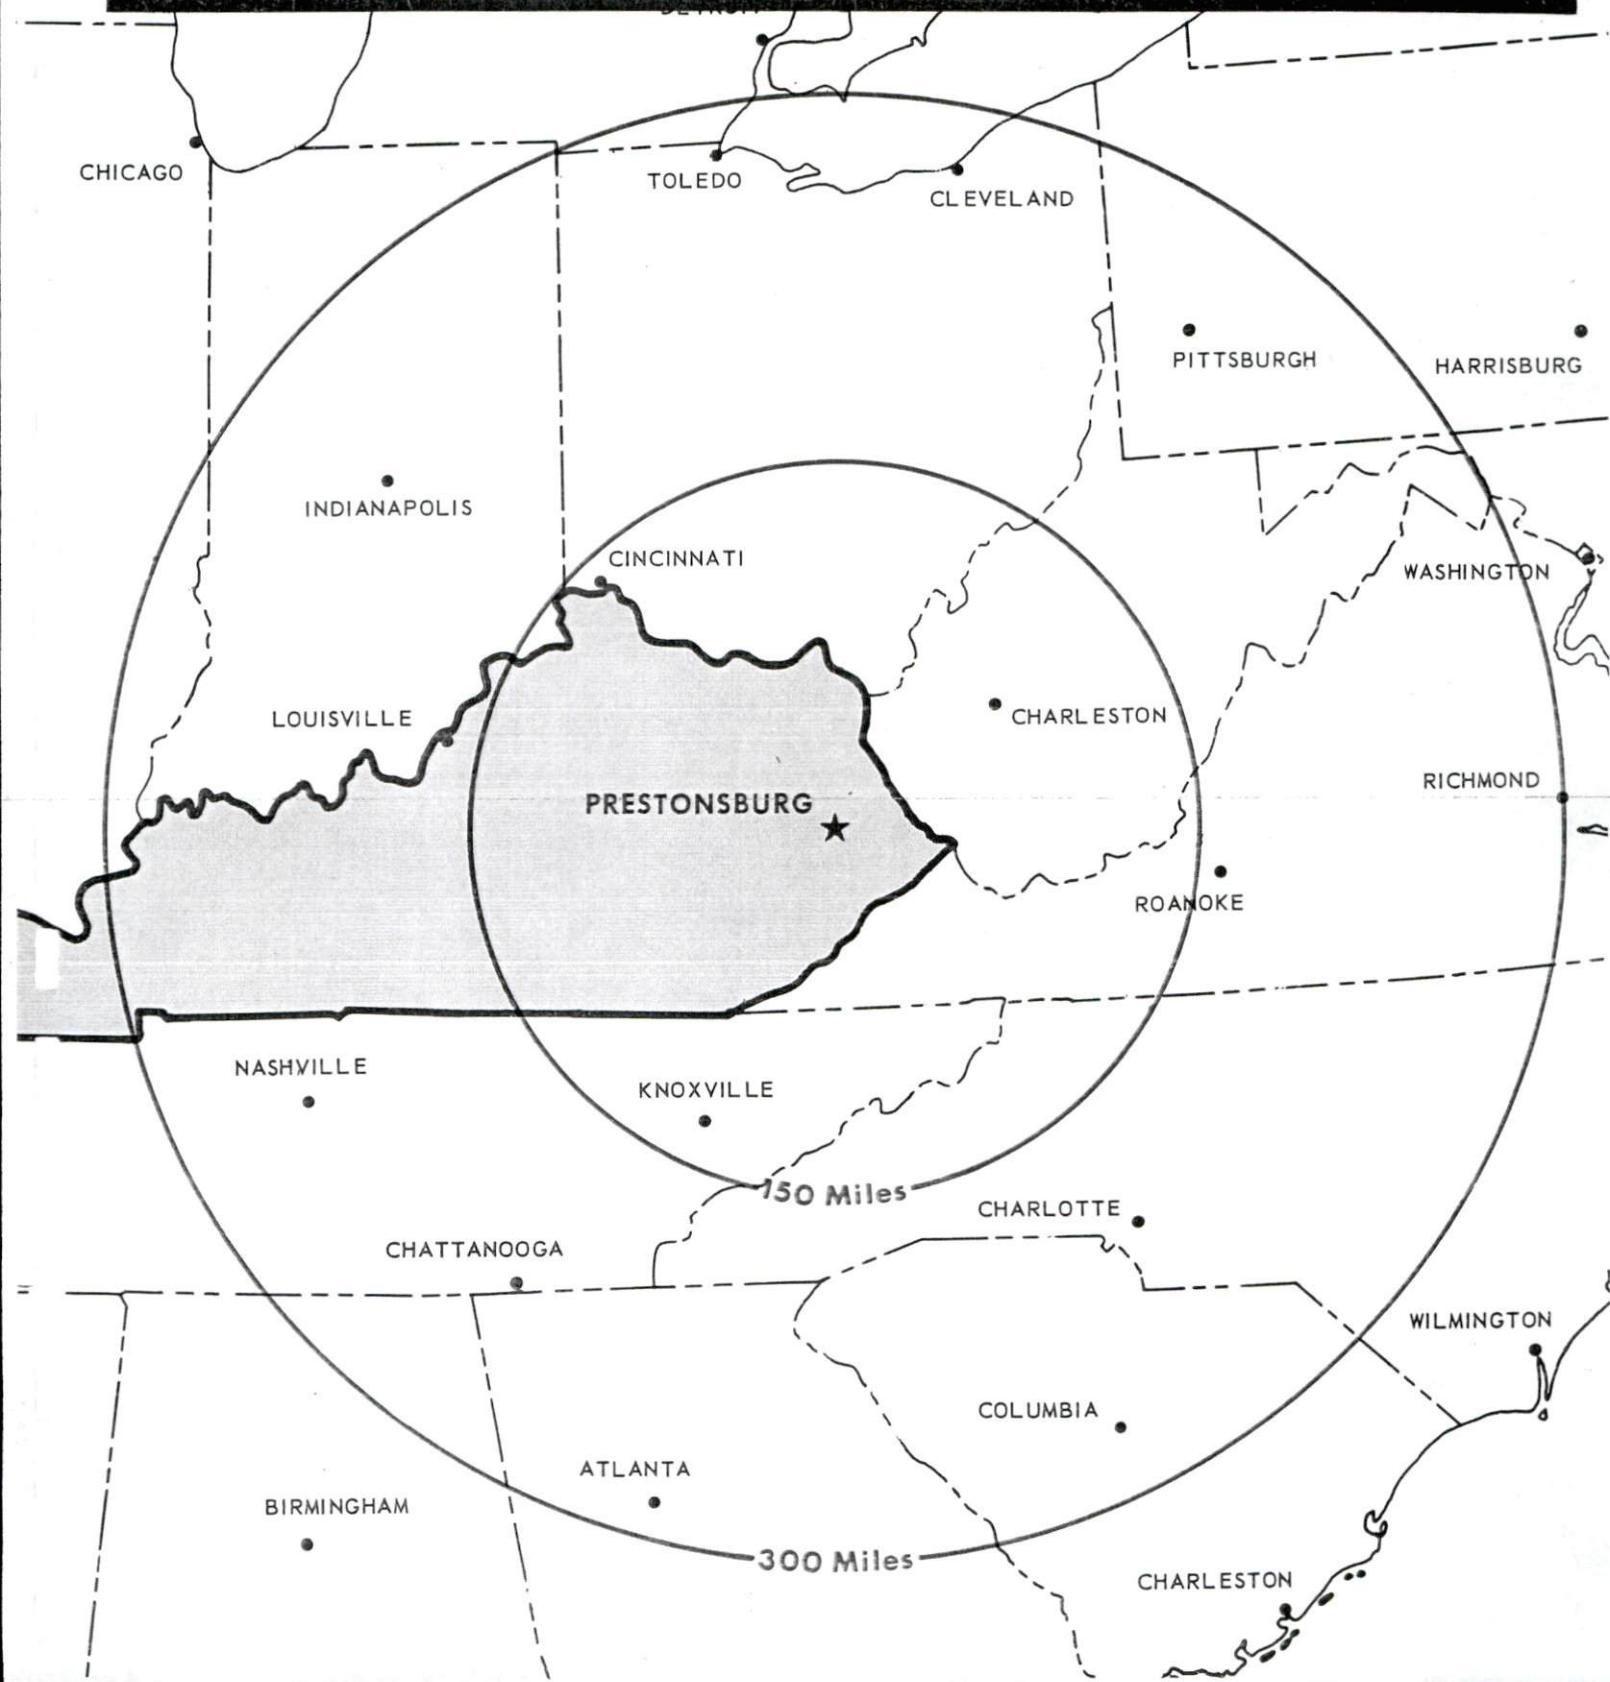 CHICAGO
TOLEDO
CLEVELAND
PITTSBURGH
HARRISBURG
INDIANAPOLIS
CINCINNATI
WASHINGTON
LOUISVILLE
CHARLESTON
RICHMOND
PRESTONSBURG
ROANOKE
NASHVILLE
KNOXVILLE
150 Miles
CHARLOTTE
CHATTANOOGA
WILMINGTON
COLUMBIA
ATLANTA
BIRMINGHAM
300 Miles
CHARLESTON